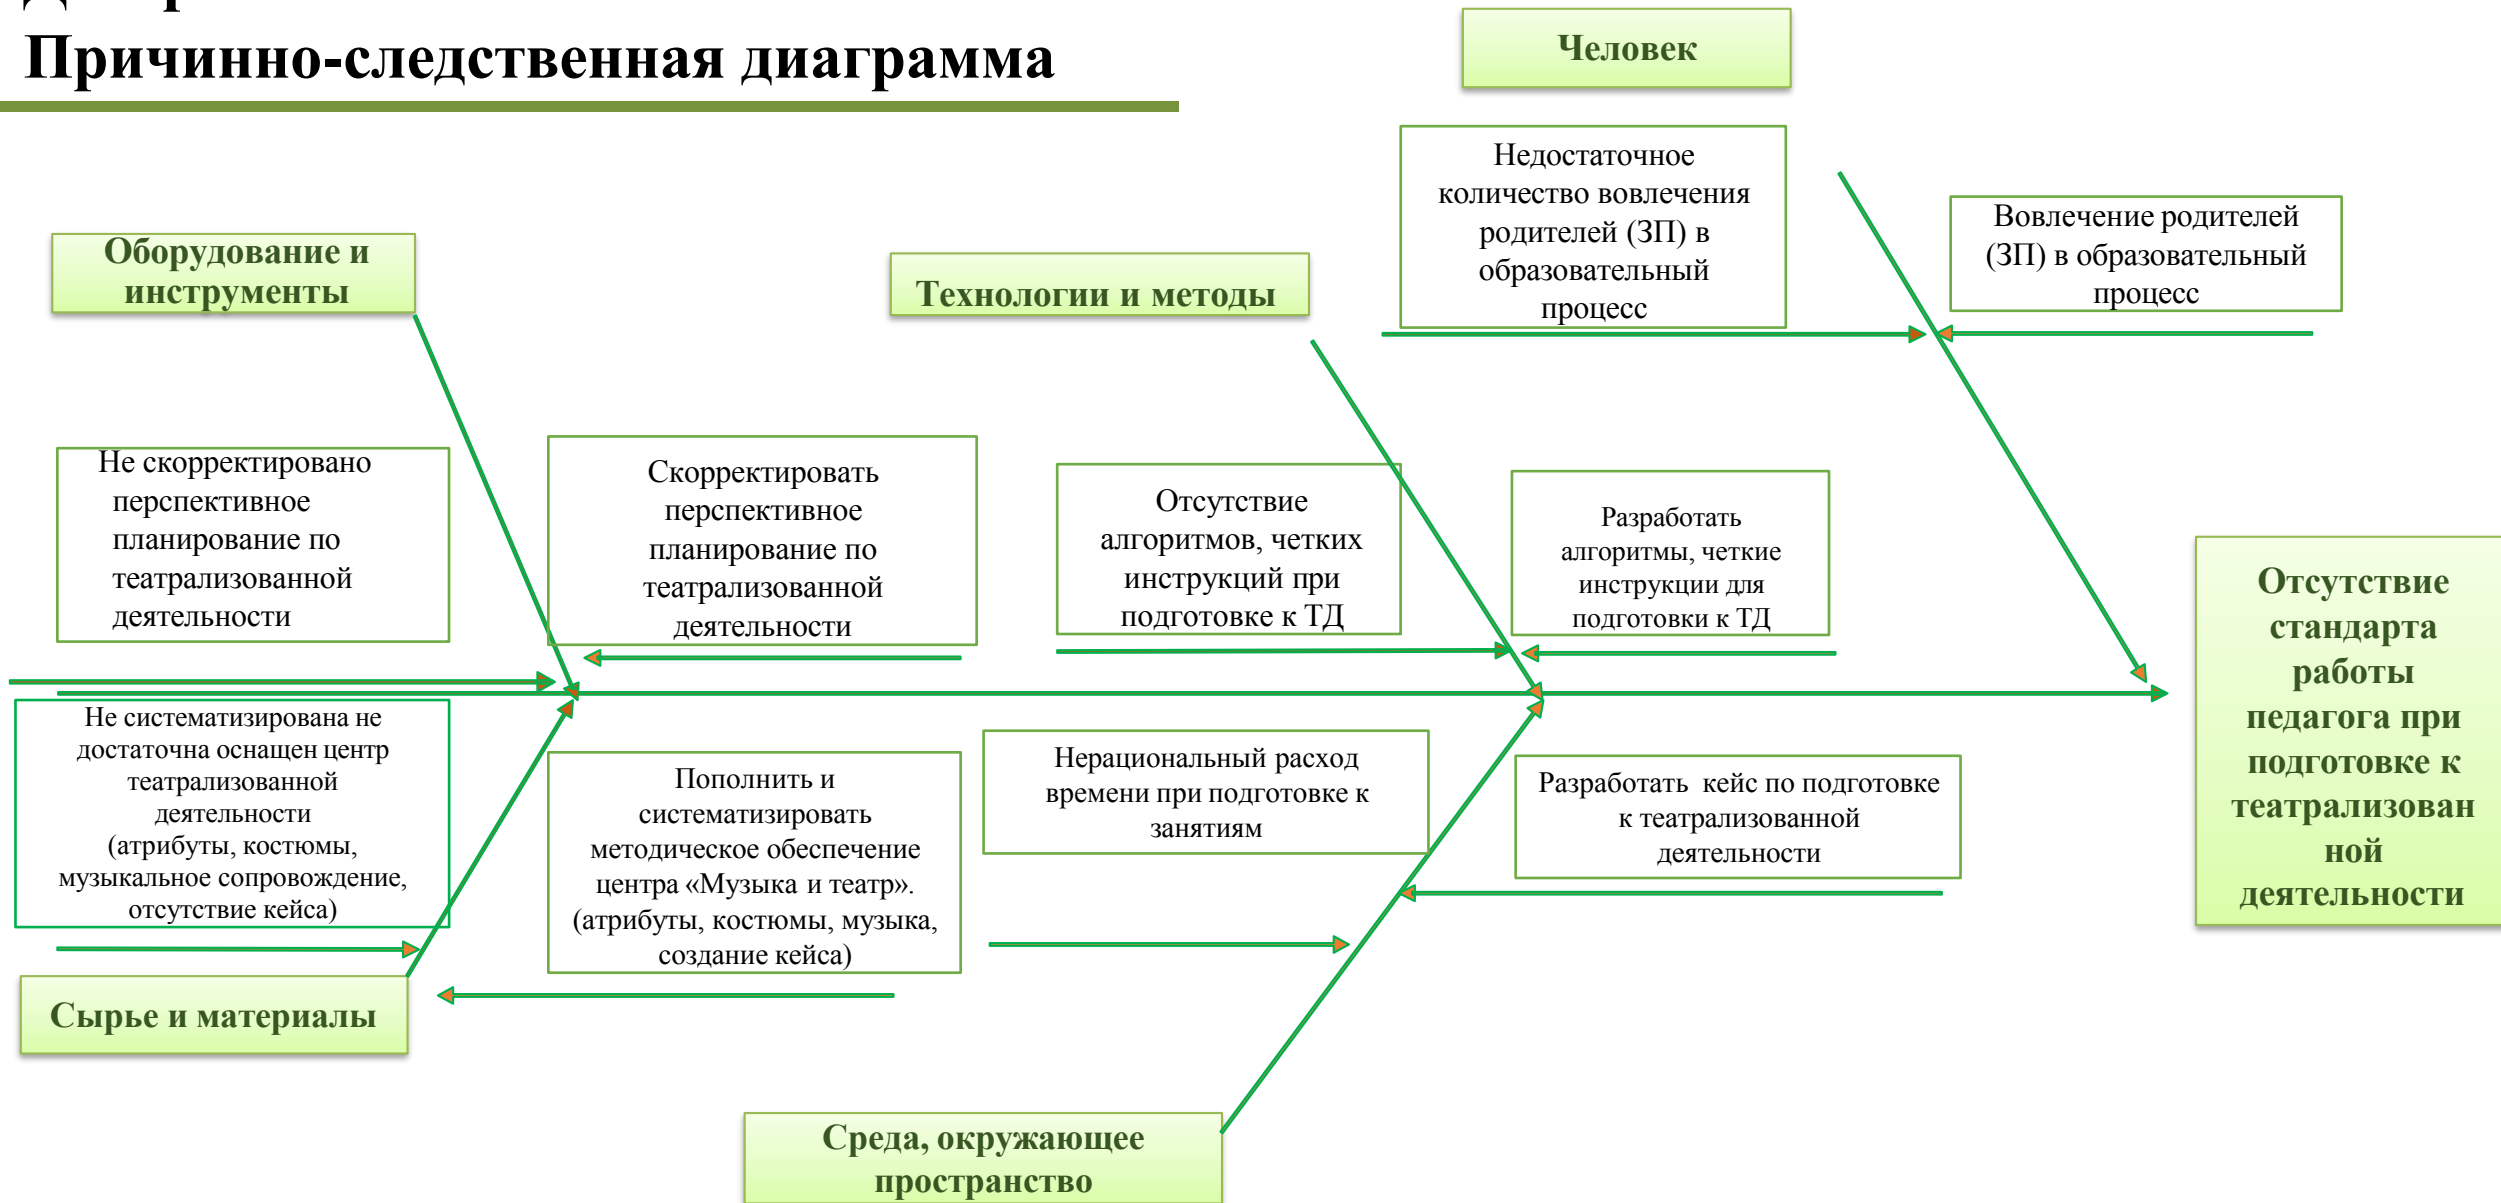 Причинно-следственная диаграмма
Человек
Недостаточное
количество вовлечения
родителей (ЗП) в
образовательный
процесс
Вовлечение родителей
(ЗП) в образовательный
процесс
Оборудование и
инструменты
Технологии и методы
Не скорректировано
перспективное
планирование по
театрализованной
деятельности
Скорректировать
перспективное
планирование по
театрализованной
деятельности
Отсутствие
алгоритмов, четких
инструкций при
подготовке к ТД
Разработать
алгоритмы, четкие
инструкции для
подготовки к ТД
Отсутствие
стандарта
работы
педагога при
подготовке к
театрализован
ной
деятельности
Не систематизирована не
достаточна оснащен центр
театрализованной
деятельности
(атрибуты, костюмы,
музыкальное сопровождение,
отсутствие кейса)
Пополнить и
систематизировать
методическое обеспечение
центра «Музыка и театр».
(атрибуты, костюмы, музыка,
создание кейса)
Нерациональный расход
времени при подготовке к
занятиям
Разработать  кейс по подготовке
к театрализованной
деятельности
Сырье и материалы
Среда, окружающее
пространство